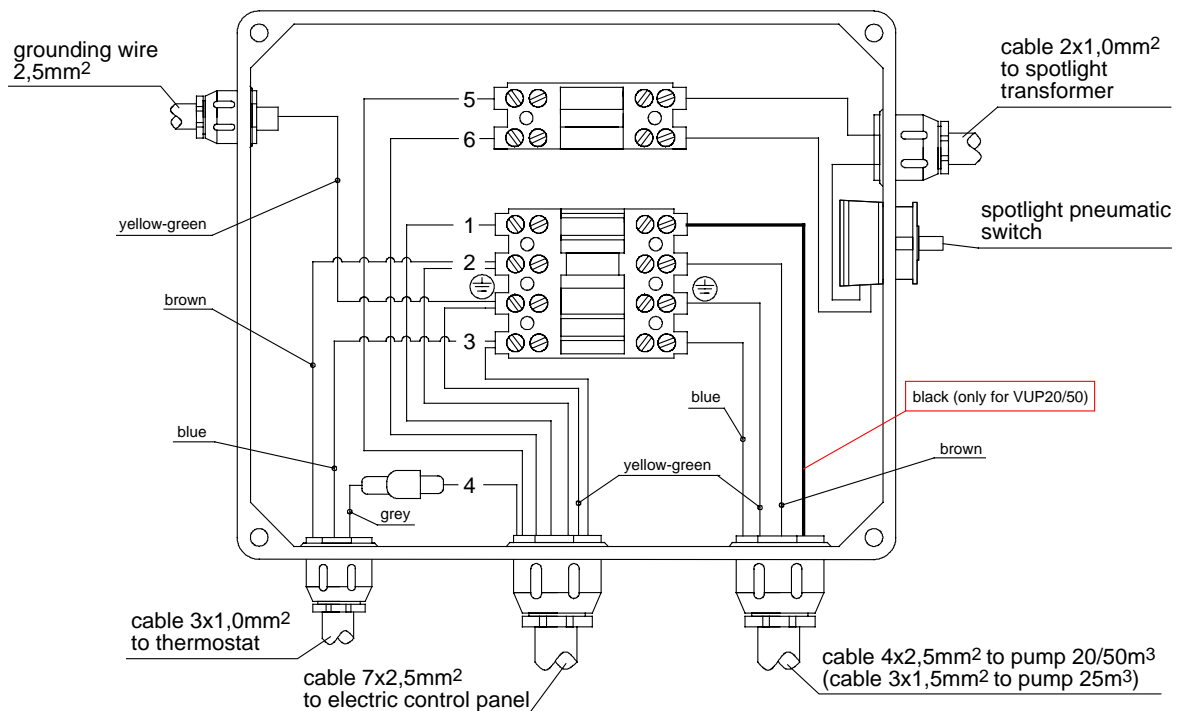 grounding wire
2,5mm²
cable 2x1,0mm²
to spotlight
transformer
5
6
yellow-green
1
spotlight pneumatic
switch
2
brown
3
black (only for VUP20/50)
blue
blue
yellow-green
brown
4
grey
cable 3x1,0mm²
to thermostat
cable 7x2,5mm²
to electric control panel
cable 4x2,5mm² to pump 20/50m³
(cable 3x1,5mm² to pump 25m³)